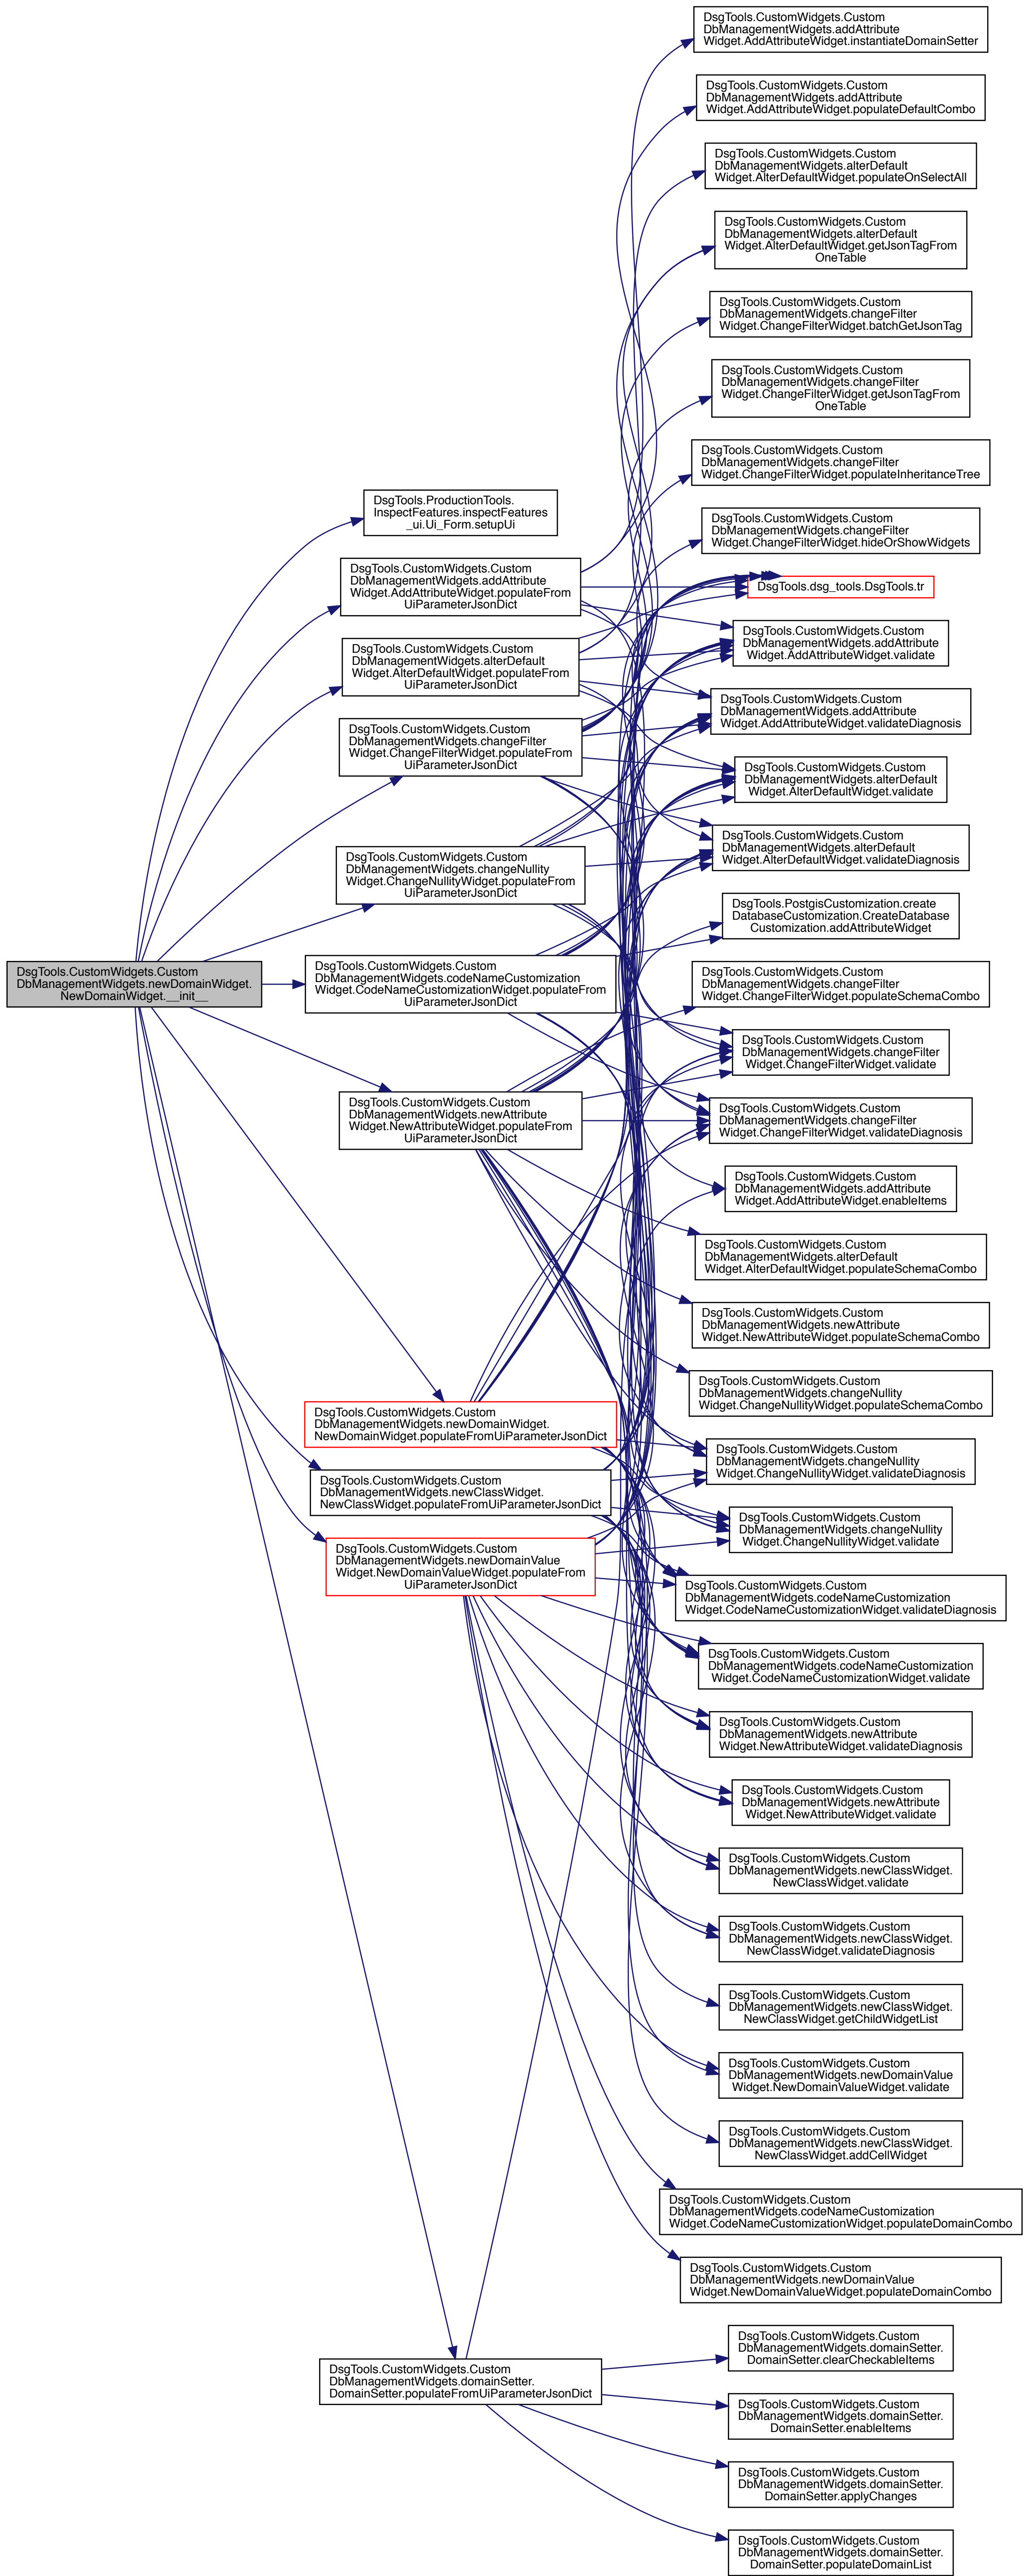 DsgTools.CustomWidgets.Custom
DbManagementWidgets.addAttribute
Widget.AddAttributeWidget.instantiateDomainSetter
DsgTools.CustomWidgets.Custom
DbManagementWidgets.addAttribute
Widget.AddAttributeWidget.populateDefaultCombo
DsgTools.CustomWidgets.Custom
DbManagementWidgets.alterDefault
Widget.AlterDefaultWidget.populateOnSelectAll
DsgTools.CustomWidgets.Custom
DbManagementWidgets.alterDefault
Widget.AlterDefaultWidget.getJsonTagFrom
OneTable
DsgTools.CustomWidgets.Custom
DbManagementWidgets.changeFilter
Widget.ChangeFilterWidget.batchGetJsonTag
DsgTools.CustomWidgets.Custom
DbManagementWidgets.changeFilter
Widget.ChangeFilterWidget.getJsonTagFrom
OneTable
DsgTools.CustomWidgets.Custom
DbManagementWidgets.changeFilter
Widget.ChangeFilterWidget.populateInheritanceTree
DsgTools.ProductionTools.
InspectFeatures.inspectFeatures
_ui.Ui_Form.setupUi
DsgTools.CustomWidgets.Custom
DbManagementWidgets.changeFilter
Widget.ChangeFilterWidget.hideOrShowWidgets
DsgTools.CustomWidgets.Custom
DbManagementWidgets.addAttribute
Widget.AddAttributeWidget.populateFrom
UiParameterJsonDict
DsgTools.dsg_tools.DsgTools.tr
DsgTools.CustomWidgets.Custom
DbManagementWidgets.addAttribute
Widget.AddAttributeWidget.validate
DsgTools.CustomWidgets.Custom
DbManagementWidgets.alterDefault
Widget.AlterDefaultWidget.populateFrom
UiParameterJsonDict
DsgTools.CustomWidgets.Custom
DbManagementWidgets.addAttribute
Widget.AddAttributeWidget.validateDiagnosis
DsgTools.CustomWidgets.Custom
DbManagementWidgets.changeFilter
Widget.ChangeFilterWidget.populateFrom
UiParameterJsonDict
DsgTools.CustomWidgets.Custom
DbManagementWidgets.alterDefault
Widget.AlterDefaultWidget.validate
DsgTools.CustomWidgets.Custom
DbManagementWidgets.alterDefault
Widget.AlterDefaultWidget.validateDiagnosis
DsgTools.CustomWidgets.Custom
DbManagementWidgets.changeNullity
Widget.ChangeNullityWidget.populateFrom
UiParameterJsonDict
DsgTools.PostgisCustomization.create
DatabaseCustomization.CreateDatabase
Customization.addAttributeWidget
DsgTools.CustomWidgets.Custom
DbManagementWidgets.newDomainWidget.
NewDomainWidget.__init__
DsgTools.CustomWidgets.Custom
DbManagementWidgets.codeNameCustomization
Widget.CodeNameCustomizationWidget.populateFrom
UiParameterJsonDict
DsgTools.CustomWidgets.Custom
DbManagementWidgets.changeFilter
Widget.ChangeFilterWidget.populateSchemaCombo
DsgTools.CustomWidgets.Custom
DbManagementWidgets.changeFilter
Widget.ChangeFilterWidget.validate
DsgTools.CustomWidgets.Custom
DbManagementWidgets.newAttribute
Widget.NewAttributeWidget.populateFrom
UiParameterJsonDict
DsgTools.CustomWidgets.Custom
DbManagementWidgets.changeFilter
Widget.ChangeFilterWidget.validateDiagnosis
DsgTools.CustomWidgets.Custom
DbManagementWidgets.addAttribute
Widget.AddAttributeWidget.enableItems
DsgTools.CustomWidgets.Custom
DbManagementWidgets.alterDefault
Widget.AlterDefaultWidget.populateSchemaCombo
DsgTools.CustomWidgets.Custom
DbManagementWidgets.newAttribute
Widget.NewAttributeWidget.populateSchemaCombo
DsgTools.CustomWidgets.Custom
DbManagementWidgets.changeNullity
Widget.ChangeNullityWidget.populateSchemaCombo
DsgTools.CustomWidgets.Custom
DbManagementWidgets.newDomainWidget.
NewDomainWidget.populateFromUiParameterJsonDict
DsgTools.CustomWidgets.Custom
DbManagementWidgets.changeNullity
Widget.ChangeNullityWidget.validateDiagnosis
DsgTools.CustomWidgets.Custom
DbManagementWidgets.newClassWidget.
NewClassWidget.populateFromUiParameterJsonDict
DsgTools.CustomWidgets.Custom
DbManagementWidgets.changeNullity
Widget.ChangeNullityWidget.validate
DsgTools.CustomWidgets.Custom
DbManagementWidgets.newDomainValue
Widget.NewDomainValueWidget.populateFrom
UiParameterJsonDict
DsgTools.CustomWidgets.Custom
DbManagementWidgets.codeNameCustomization
Widget.CodeNameCustomizationWidget.validateDiagnosis
DsgTools.CustomWidgets.Custom
DbManagementWidgets.codeNameCustomization
Widget.CodeNameCustomizationWidget.validate
DsgTools.CustomWidgets.Custom
DbManagementWidgets.newAttribute
Widget.NewAttributeWidget.validateDiagnosis
DsgTools.CustomWidgets.Custom
DbManagementWidgets.newAttribute
Widget.NewAttributeWidget.validate
DsgTools.CustomWidgets.Custom
DbManagementWidgets.newClassWidget.
NewClassWidget.validate
DsgTools.CustomWidgets.Custom
DbManagementWidgets.newClassWidget.
NewClassWidget.validateDiagnosis
DsgTools.CustomWidgets.Custom
DbManagementWidgets.newClassWidget.
NewClassWidget.getChildWidgetList
DsgTools.CustomWidgets.Custom
DbManagementWidgets.newDomainValue
Widget.NewDomainValueWidget.validate
DsgTools.CustomWidgets.Custom
DbManagementWidgets.newClassWidget.
NewClassWidget.addCellWidget
DsgTools.CustomWidgets.Custom
DbManagementWidgets.codeNameCustomization
Widget.CodeNameCustomizationWidget.populateDomainCombo
DsgTools.CustomWidgets.Custom
DbManagementWidgets.newDomainValue
Widget.NewDomainValueWidget.populateDomainCombo
DsgTools.CustomWidgets.Custom
DbManagementWidgets.domainSetter.
DomainSetter.clearCheckableItems
DsgTools.CustomWidgets.Custom
DbManagementWidgets.domainSetter.
DomainSetter.populateFromUiParameterJsonDict
DsgTools.CustomWidgets.Custom
DbManagementWidgets.domainSetter.
DomainSetter.enableItems
DsgTools.CustomWidgets.Custom
DbManagementWidgets.domainSetter.
DomainSetter.applyChanges
DsgTools.CustomWidgets.Custom
DbManagementWidgets.domainSetter.
DomainSetter.populateDomainList